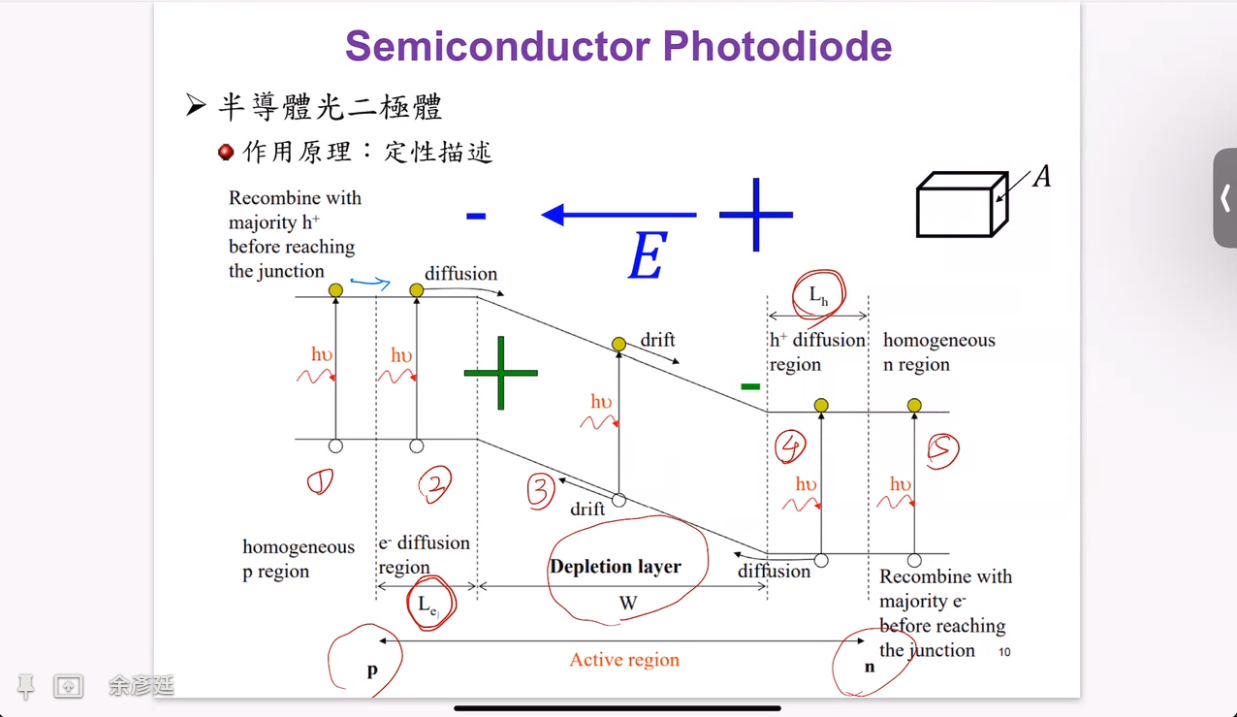 Semiconductor Photodiode
➢ 半導體光二極體
作用原理：定性描述
Recombine with
majority h⁺
before reaching
the junction
diffusion
-
+
E
A
Lₕ
hυ
hυ
+
drift
hυ
-
h⁺ diffusion
region
homogeneous
n region
①
②
③
drift
④
⑤
hυ
hυ
homogeneous
p region
e⁻ diffusion
region
Lₑ
Depletion layer
W
diffusion
Recombine with
majority e⁻
before reaching
the junction
p
Active region
n
10
余彥廷